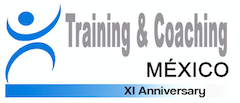 Training & Coaching
MÉXICO
XI Anniversary